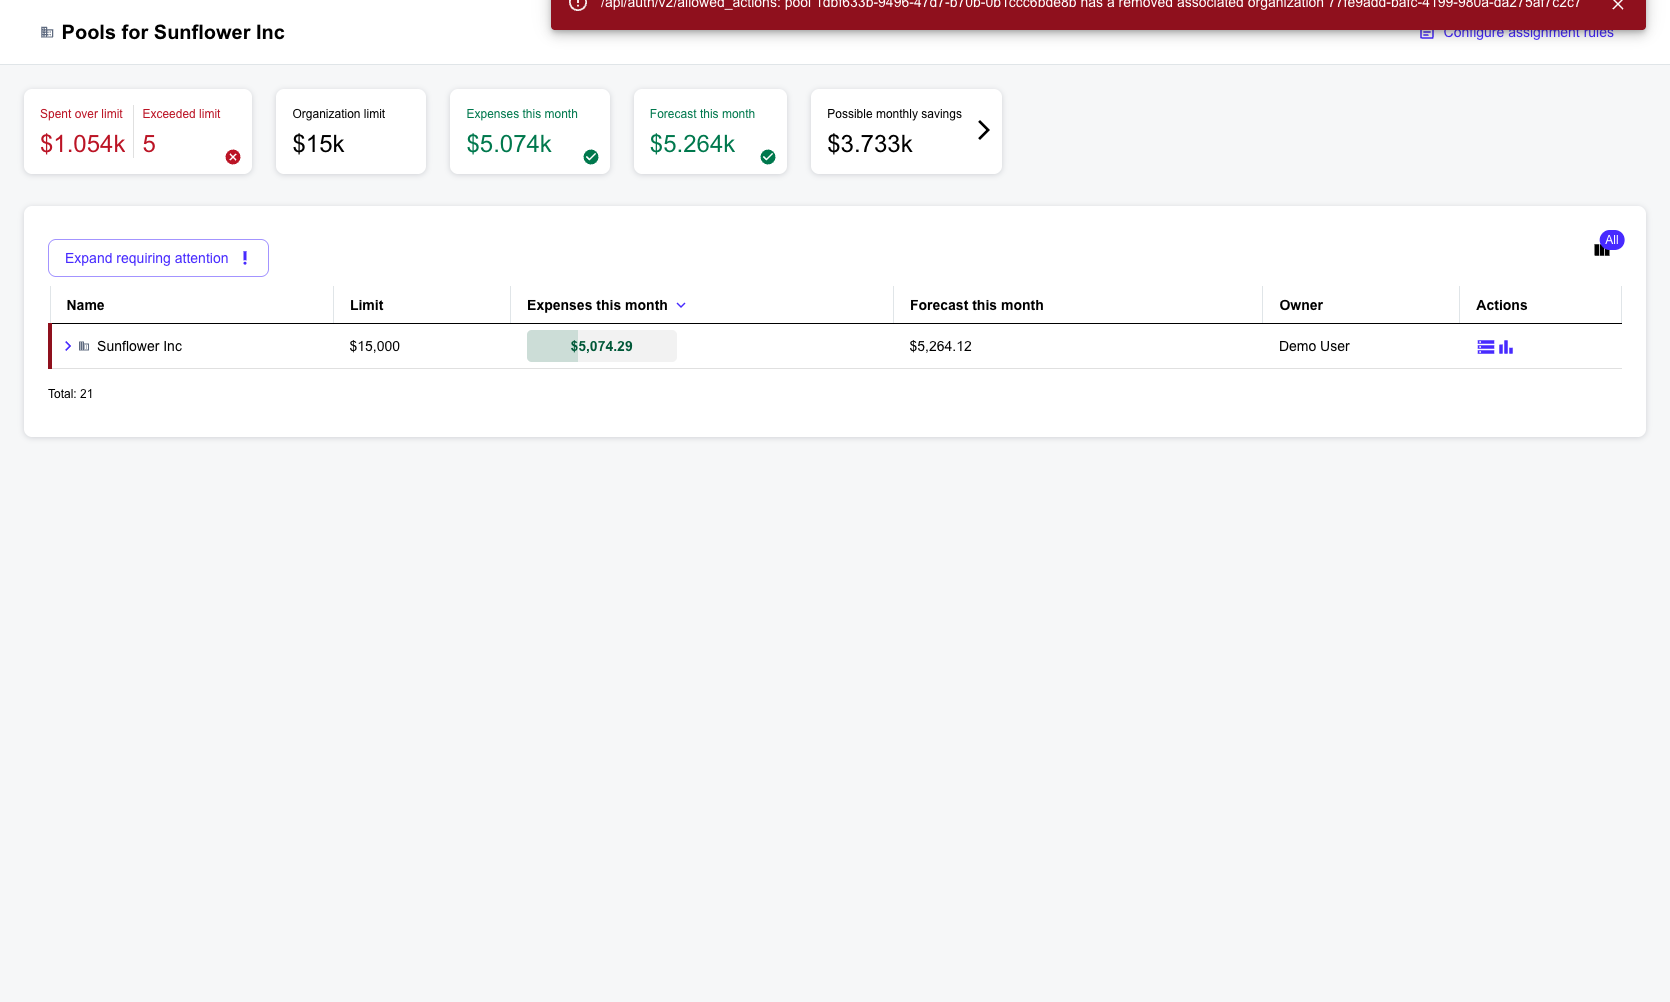 /api/auth/v2/allowed_actions: pool 1dbf633b-9496-47d7-b70b-0b1ccc6bde8b has a removed associated organization 77fe9add-bafc-4199-980a-da275af7c2c7
Pools for Sunflower Inc
Configure assignment rules
Spent over limit
$1.054k
Exceeded limit
5
Organization limit
$15k
Expenses this month
$5.074k
Forecast this month
$5.264k
Possible monthly savings
$3.733k
Expand requiring attention
All
Name Limit Expenses this month Forecast this month Owner Actions
Sunflower Inc $15,000 $5,074.29 $5,264.12 Demo User
Total: 21